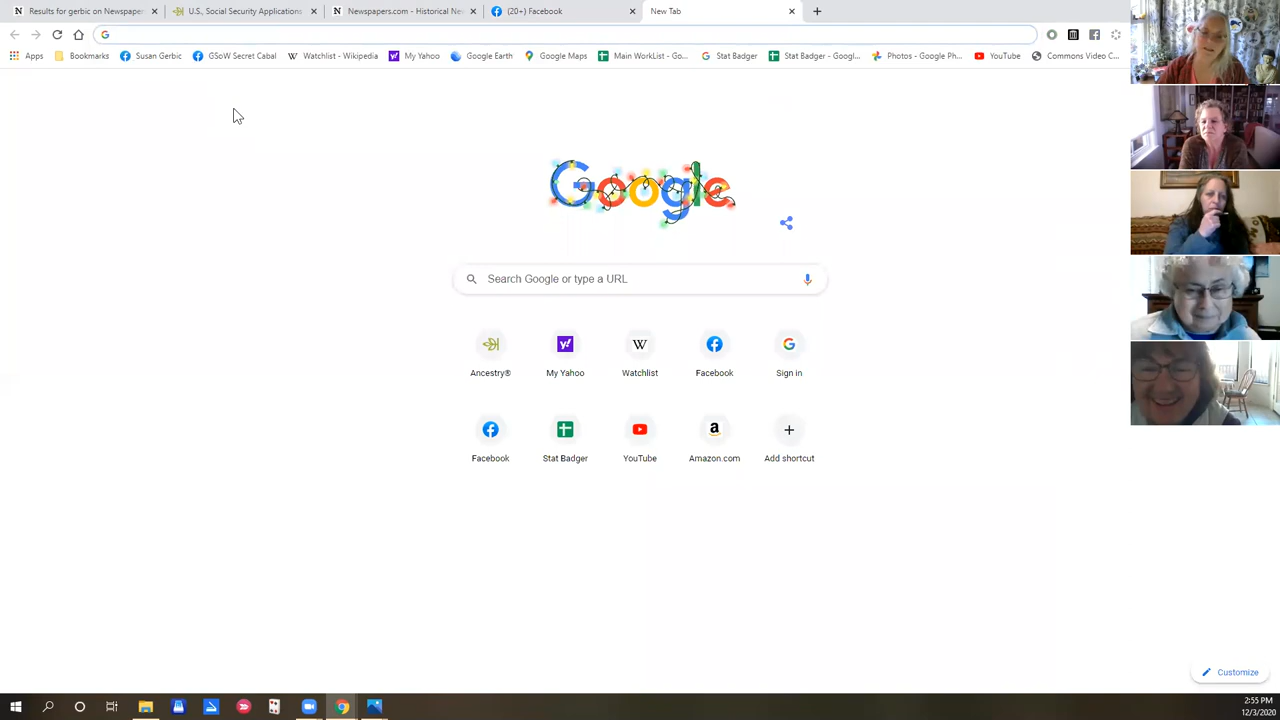 Results for gerbic on Newspaper
U.S., Social Security Applications
Newspapers.com - Historical Ne
(20+) Facebook
New Tab
Apps
Bookmarks
Susan Gerbic
GSoW Secret Cabal
Watchlist - Wikipedia
My Yahoo
Google Earth
Google Maps
Main WorkList - Go...
Stat Badger
Stat Badger - Googl...
Photos - Google Ph...
YouTube
Commons Video C...
Google
Search Google or type a URL
Ancestry®
My Yahoo
Watchlist
Facebook
Sign in
Facebook
Stat Badger
YouTube
Amazon.com
Add shortcut
Customize
2:55 PM
12/3/2020